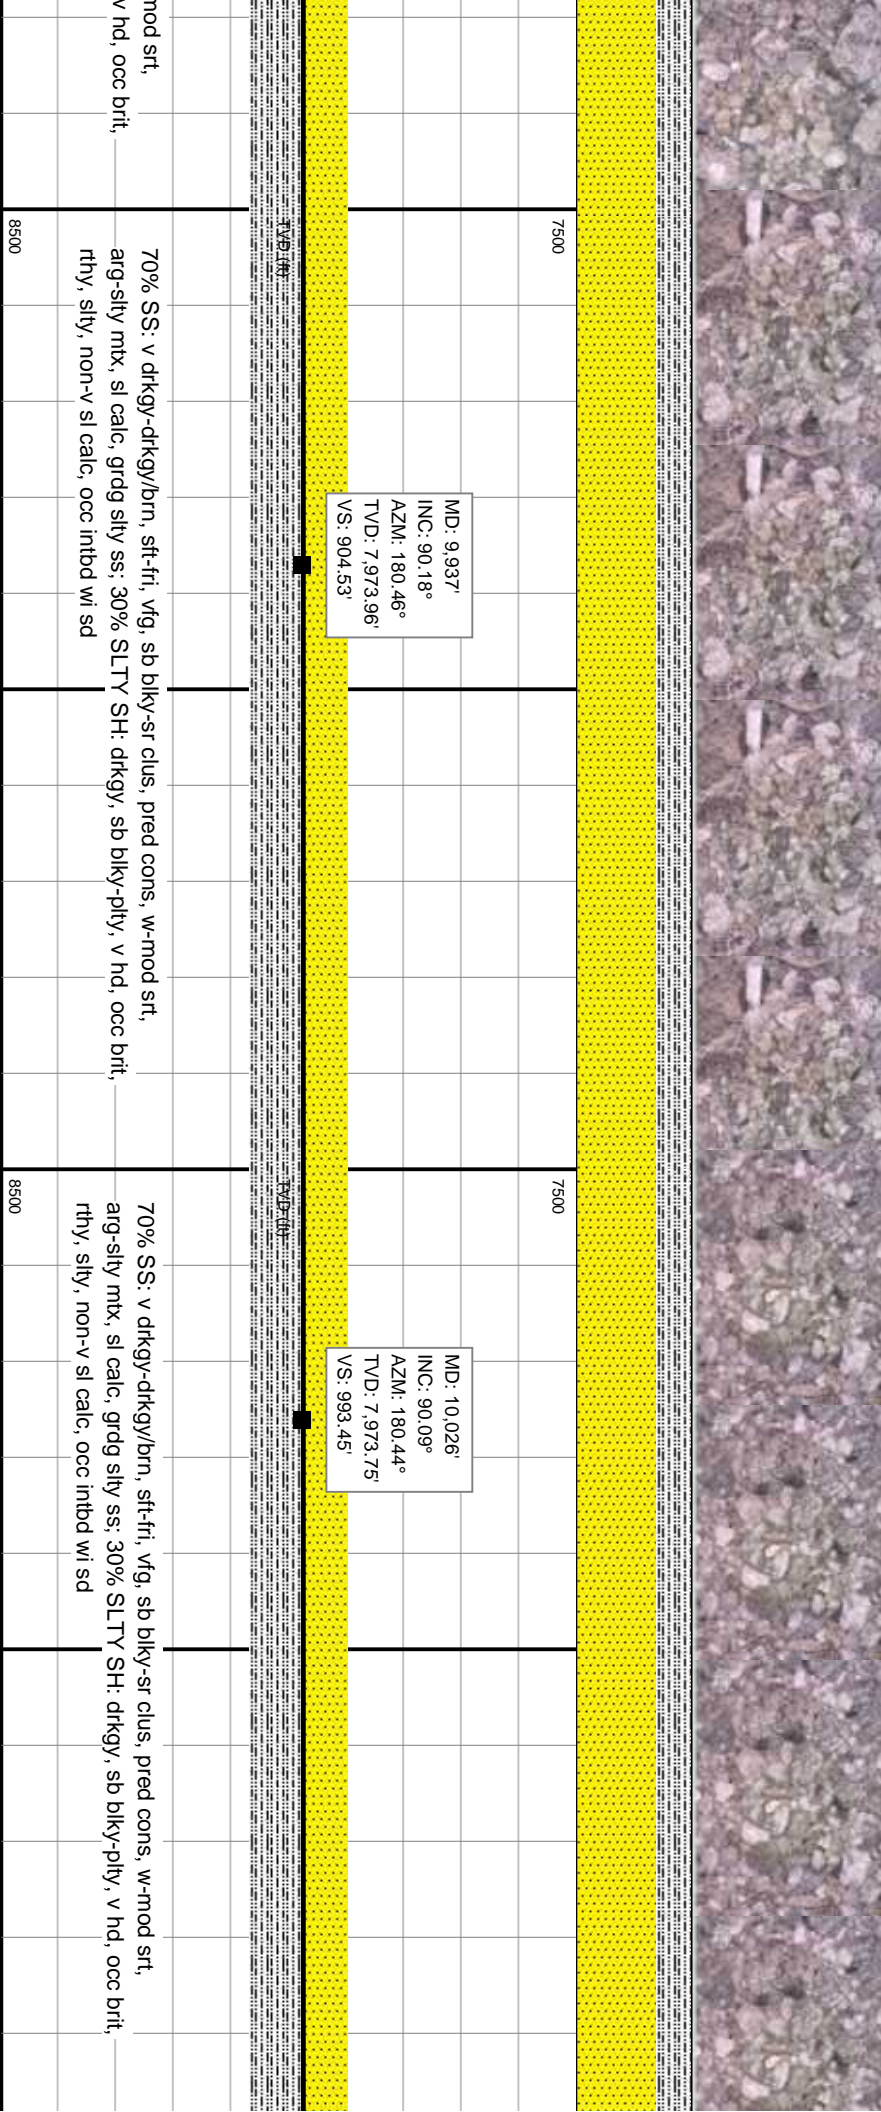 mod srt,
v hd, occ brit,
7500
TVD (ft)
8500
MD: 9,937'
INC: 90.18°
AZM: 180.46°
TVD: 7,973.96'
VS: 904.53'
70% SS: v drkgy-drkgy/brn, sft-fri, vfg, sb blky-sr clus, pred cons, w-mod srt,
arg-slty mtx, sl calc, grdg slty ss; 30% SLTY SH: drkgy, sb blky-plty, v hd, occ brit,
rthy, slty, non-v sl calc, occ intbd wi sd
7500
TVD (ft)
8500
MD: 10,026'
INC: 90.09°
AZM: 180.44°
TVD: 7,973.75'
VS: 993.45'
70% SS: v drkgy-drkgy/brn, sft-fri, vfg, sb blky-sr clus, pred cons, w-mod srt,
arg-slty mtx, sl calc, grdg slty ss; 30% SLTY SH: drkgy, sb blky-plty, v hd, occ brit,
rthy, slty, non-v sl calc, occ intbd wi sd